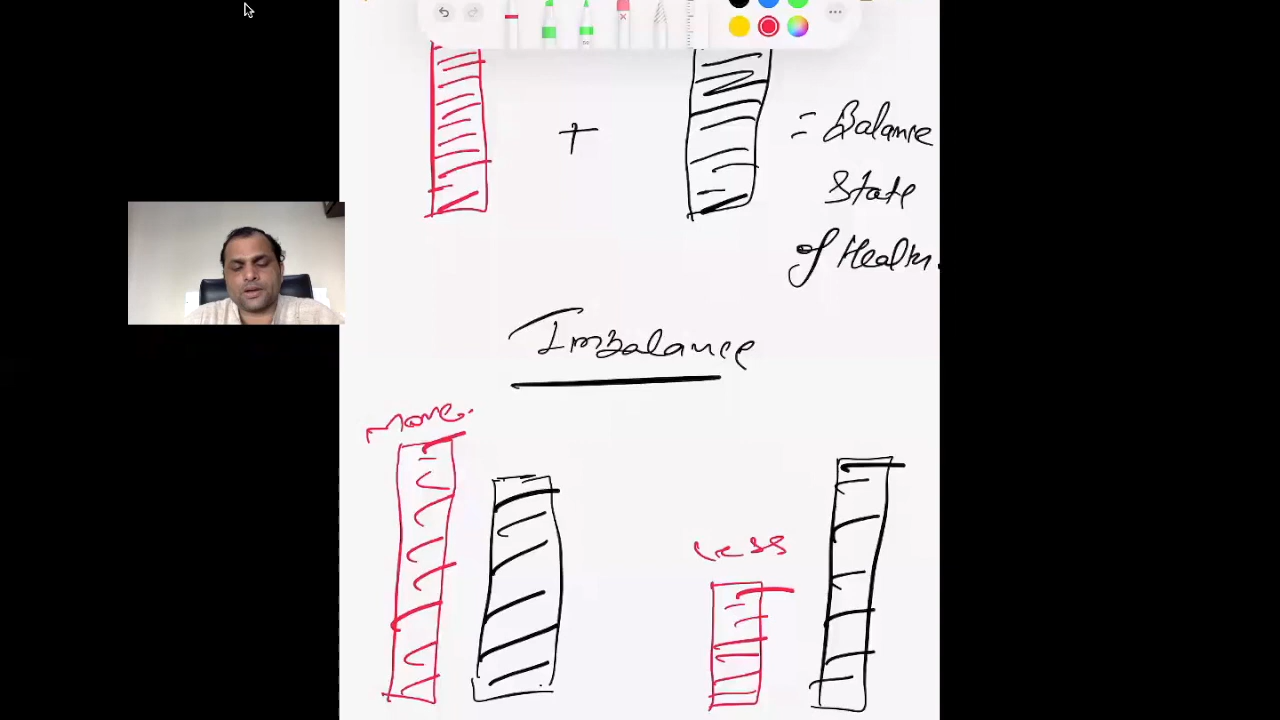 +
= Balance
State
of Health.
Imbalance
More.
Less